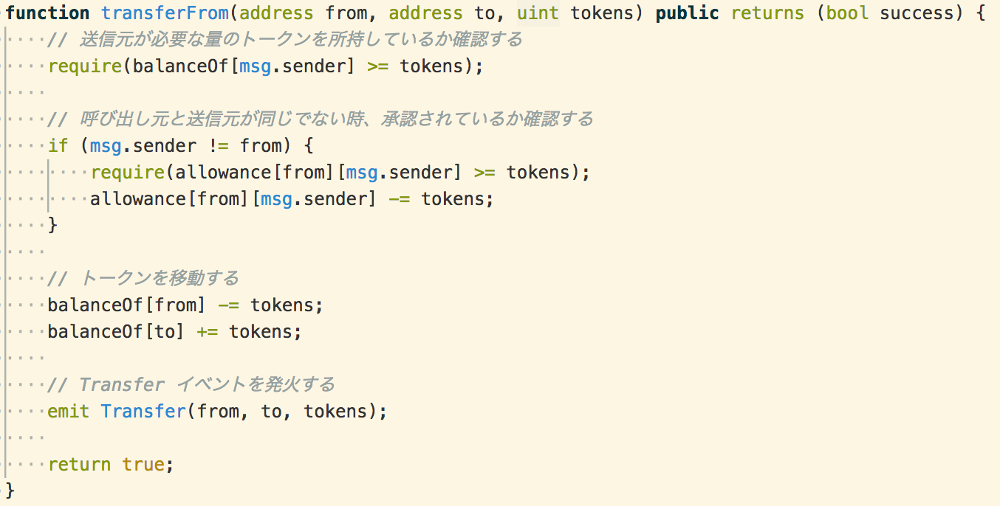 function transferFrom(address from, address to, uint tokens) public returns (bool success) {
// 送信元が必要な量のトークンを所持しているか確認する
require(balanceOf[msg.sender] >= tokens);
// 呼び出し元と送信元が同じでない時、承認されているか確認する
if (msg.sender != from) {
require(allowance[from][msg.sender] >= tokens);
allowance[from][msg.sender] -= tokens;
}
// トークンを移動する
balanceOf[from] -= tokens;
balanceOf[to] += tokens;
// Transfer イベントを発火する
emit Transfer(from, to, tokens);
return true;
}